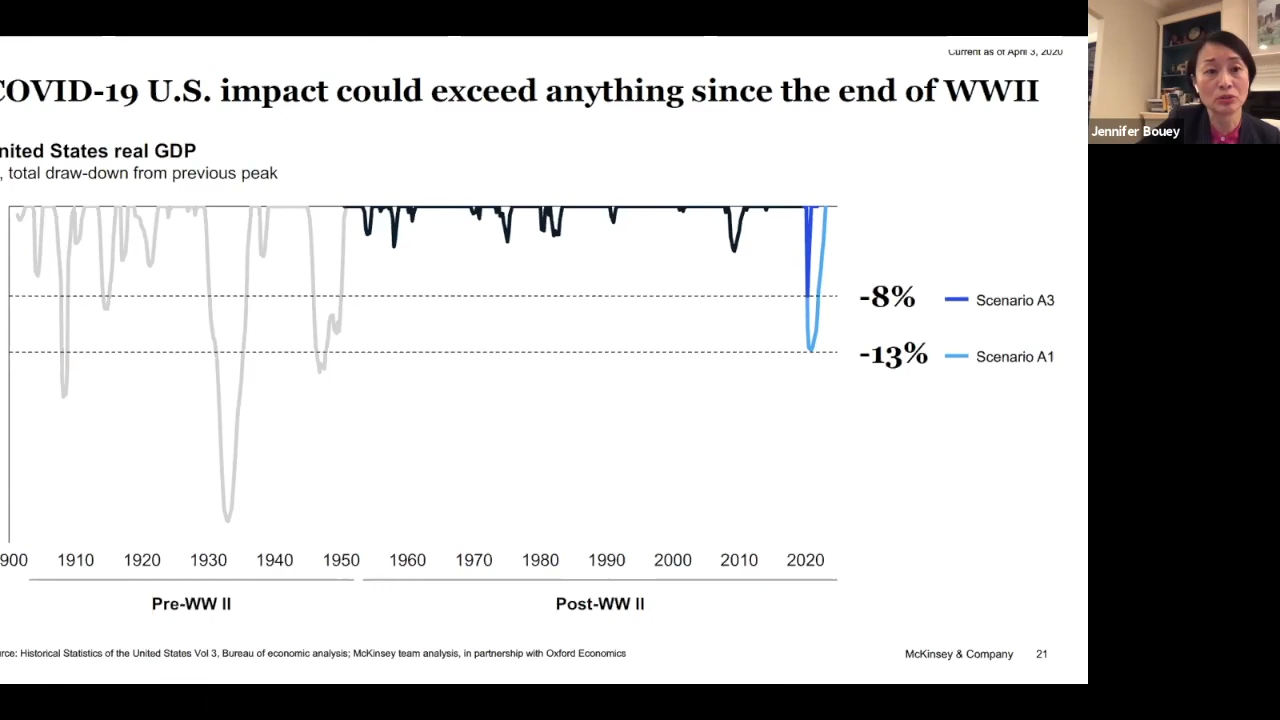 Current as of April 3, 2020
COVID-19 U.S. impact could exceed anything since the end of WWII
Jennifer Bouey
nited States real GDP
, total draw-down from previous peak
-8%
Scenario A3
-13%
Scenario A1
900 1910 1920 1930 1940 1950 1960 1970 1980 1990 2000 2010 2020
Pre-WW II Post-WW II
rce: Historical Statistics of the United States Vol 3, Bureau of economic analysis; McKinsey team analysis, in partnership with Oxford Economics
McKinsey & Company 21